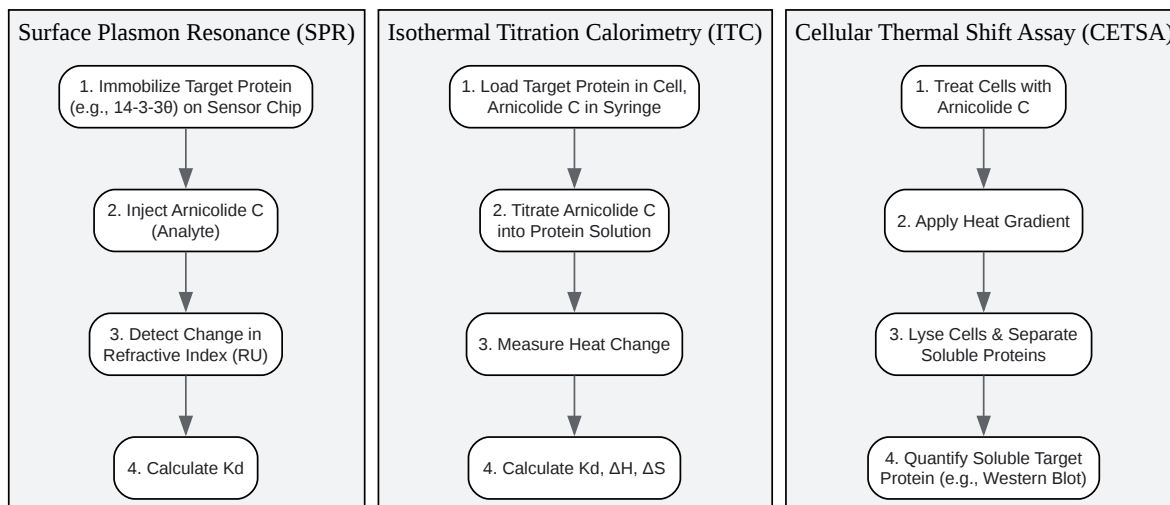 Surface Plasmon Resonance (SPR)
1. Immobilize Target Protein
(e.g., 14-3-3θ) on Sensor Chip
2. Inject Arnicolide C
(Analyte)
3. Detect Change in
Refractive Index (RU)
4. Calculate Kd
Isothermal Titration Calorimetry (ITC)
1. Load Target Protein in Cell,
Arnicolide C in Syringe
2. Titrate Arnicolide C
into Protein Solution
3. Measure Heat Change
4. Calculate Kd, ΔH, ΔS
Cellular Thermal Shift Assay (CETSA)
1. Treat Cells with
Arnicolide C
2. Apply Heat Gradient
3. Lyse Cells & Separate
Soluble Proteins
4. Quantify Soluble Target
Protein (e.g., Western Blot)